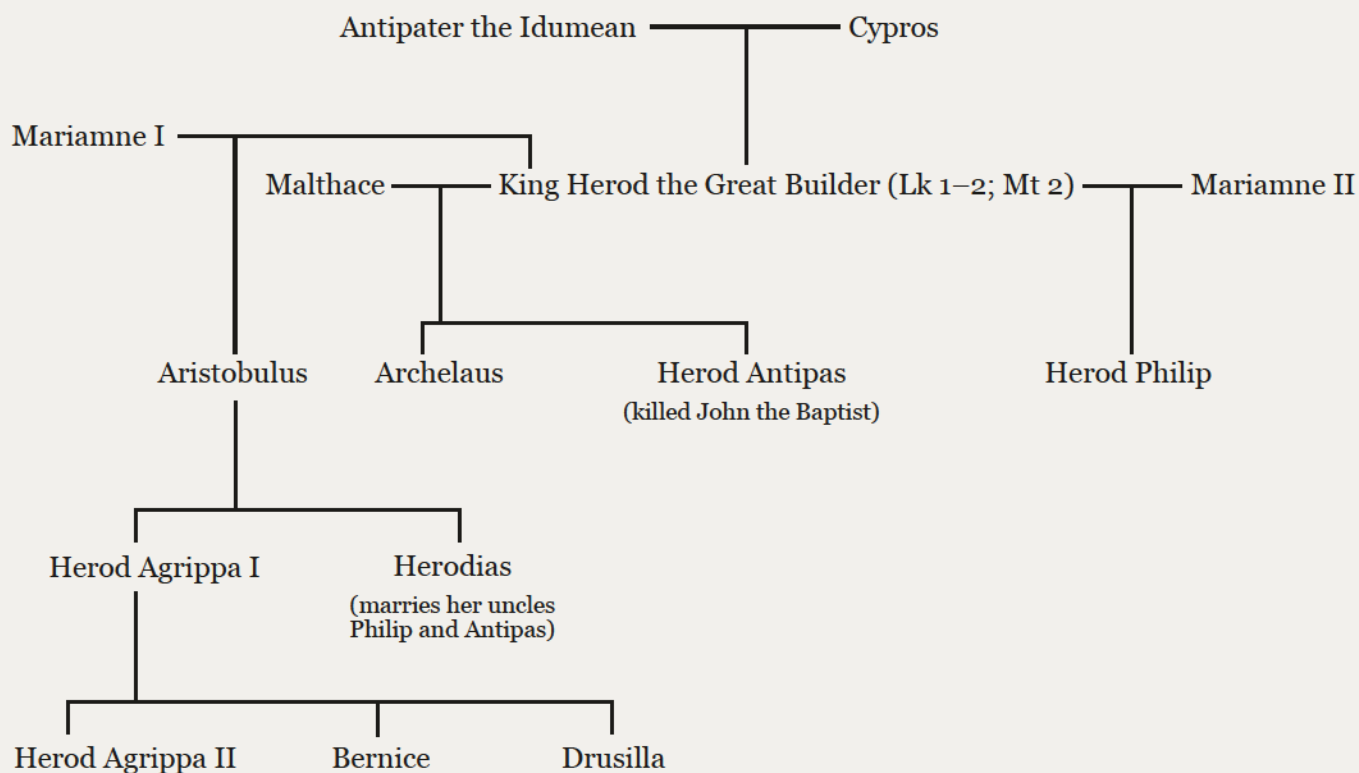 Antipater the Idumean Cypros
Mariamne I
Malthace King Herod the Great Builder (Lk 1–2; Mt 2) Mariamne II
Aristobulus Archelaus Herod Antipas Herod Philip
(killed John the Baptist)
Herod Agrippa I Herodias
(marries her uncles
Philip and Antipas)
Herod Agrippa II Bernice Drusilla